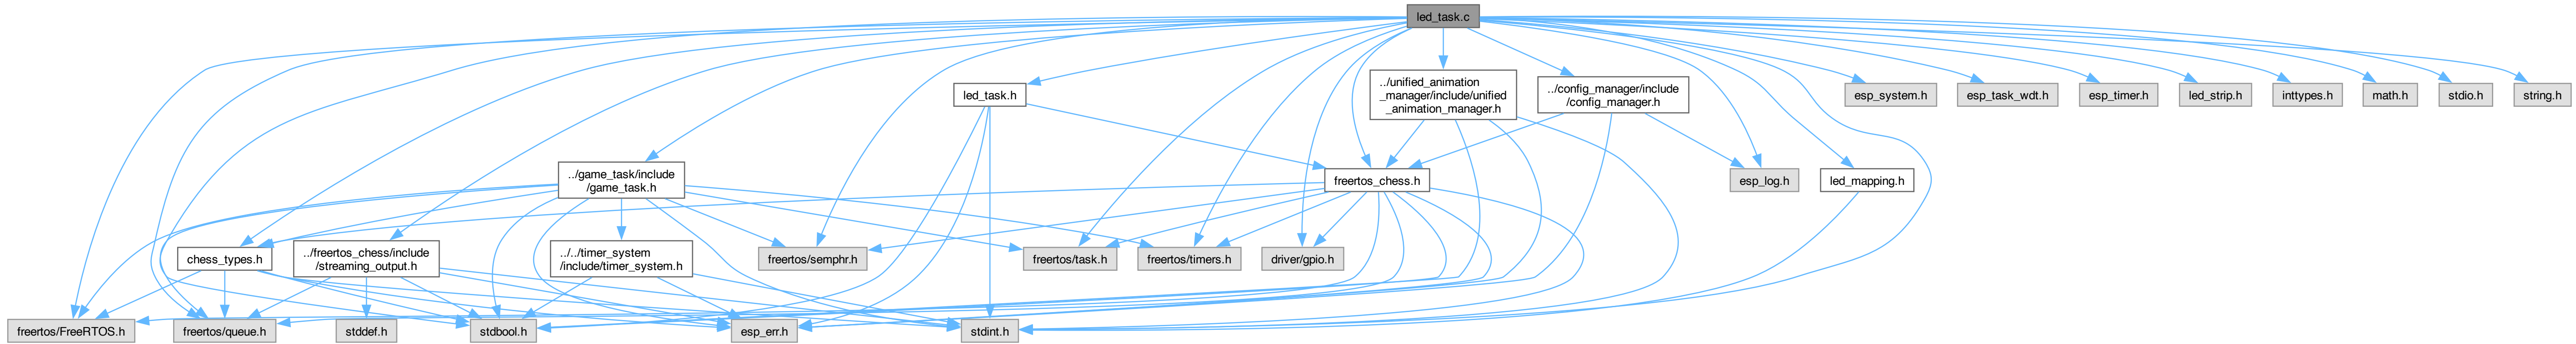 led_task.c
led_task.h
../unified_animation
_manager/include/unified
_animation_manager.h
../config_manager/include
/config_manager.h
esp_system.h
esp_task_wdt.h
esp_timer.h
led_strip.h
inttypes.h
math.h
stdio.h
string.h
../game_task/include
/game_task.h
freertos_chess.h
esp_log.h
led_mapping.h
chess_types.h
../freertos_chess/include
/streaming_output.h
../../timer_system
/include/timer_system.h
freertos/semphr.h
freertos/task.h
freertos/timers.h
driver/gpio.h
freertos/FreeRTOS.h
freertos/queue.h
stddef.h
stdbool.h
esp_err.h
stdint.h